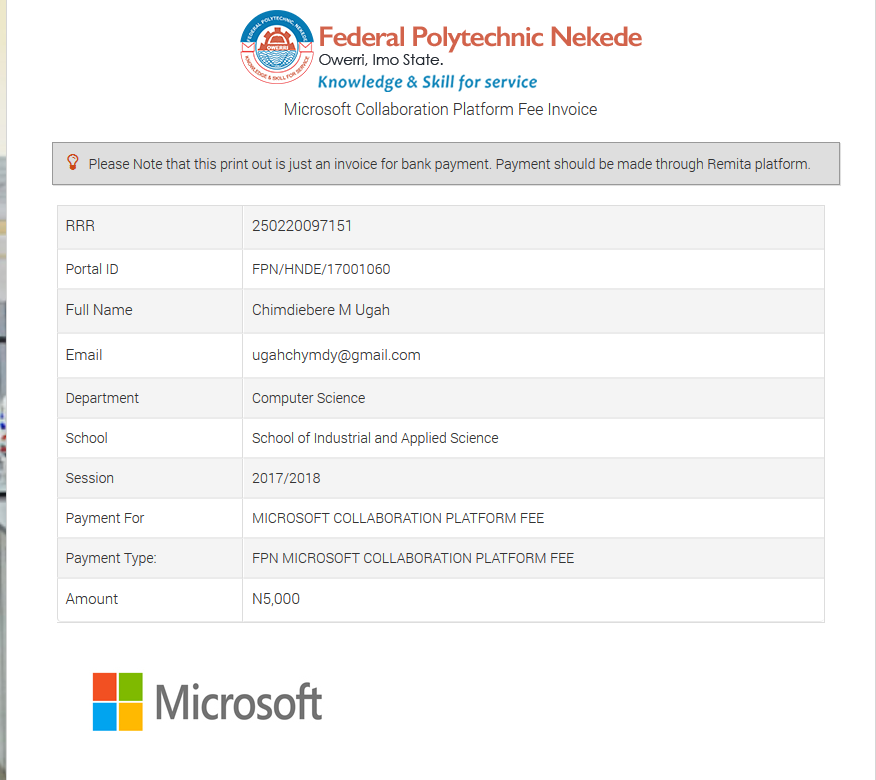 FEDERAL POLYTECHNIC, NEKEDE
OWERRI
KNOWLEDGE & SKILL FOR SERVICE
Federal Polytechnic Nekede
Owerri, Imo State.
Knowledge & Skill for service
Microsoft Collaboration Platform Fee Invoice
Please Note that this print out is just an invoice for bank payment. Payment should be made through Remita platform.
RRR 250220097151
Portal ID FPN/HNDE/17001060
Full Name Chimdiebere M Ugah
Email ugahchymdy@gmail.com
Department Computer Science
School School of Industrial and Applied Science
Session 2017/2018
Payment For MICROSOFT COLLABORATION PLATFORM FEE
Payment Type: FPN MICROSOFT COLLABORATION PLATFORM FEE
Amount N5,000
Microsoft